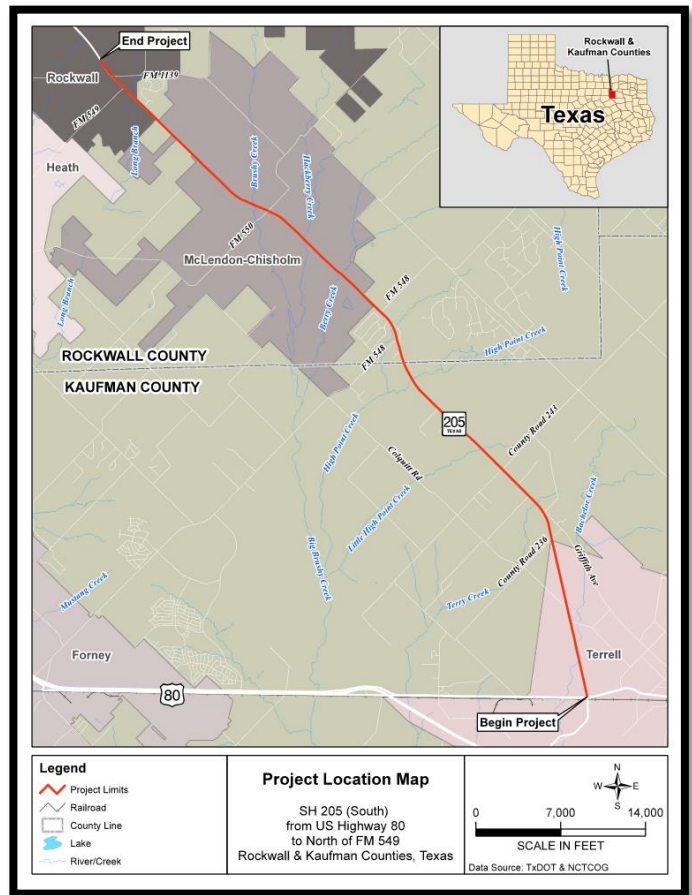 End Project
Rockwall
FM 1139
FM 549
Heath
Long Branch
Brushy Creek
Hackberry Creek
FM 550
McLendon-Chisholm
Long Branch
Berry Creek
FM 548
FM 548
High Point Creek
High Point Creek
ROCKWALL COUNTY
KAUFMAN COUNTY
205
TEXAS
County Road 243
High Point Creek
Colquitt Rd
Little High Point Creek
Bachelor Creek
Big Brushy Creek
County Road 236
Griffith Ave
Terry Creek
Mustang Creek
Forney
Terrell
80
Begin Project
Rockwall &
Kaufman Counties
Texas
Legend
Project Limits
Railroad
County Line
Lake
River/Creek
Project Location Map
SH 205 (South)
from US Highway 80
to North of FM 549
Rockwall & Kaufman Counties, Texas
N
W E
S
0 7,000 14,000
SCALE IN FEET
Data Source: TxDOT & NCTCOG